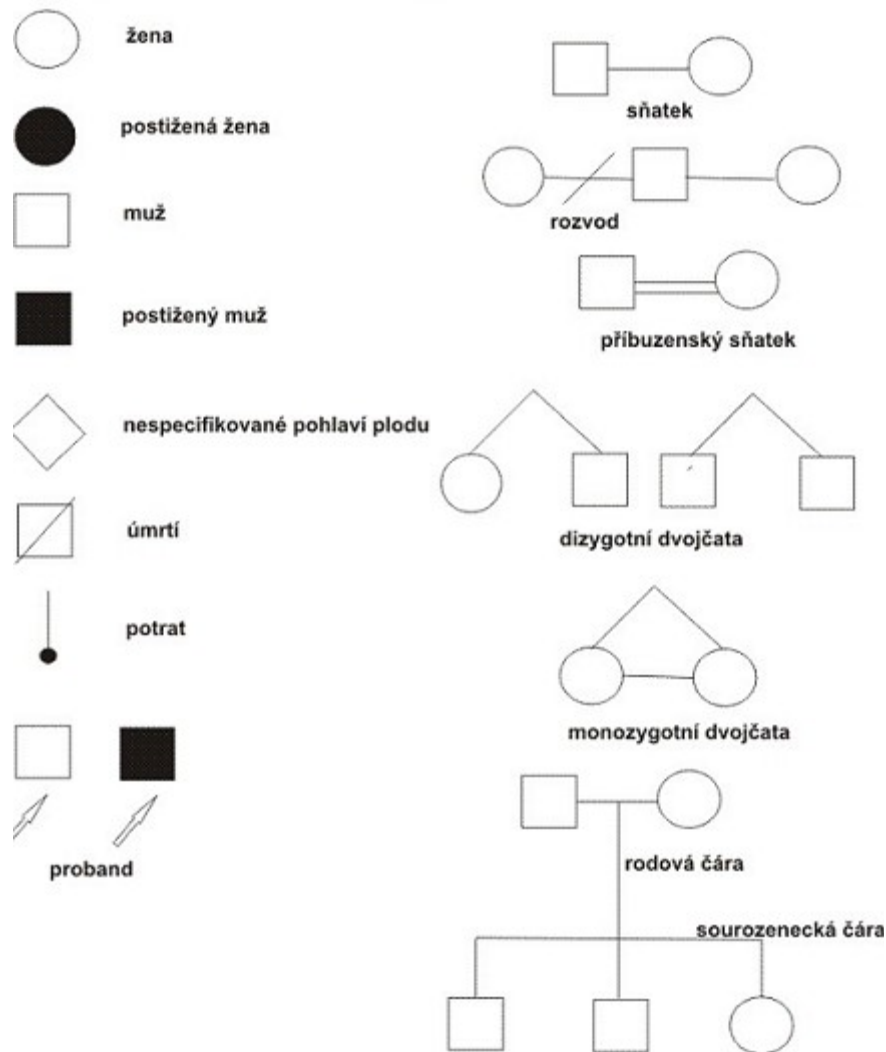 žena
postižená žena
muž
postižený muž
nespecifikované pohlaví plodu
úmrtí
potrat
proband
sňatek
rozvod
příbuzenský sňatek
dizygotní dvojčata
monozygotní dvojčata
rodová čára
sourozenecká čára